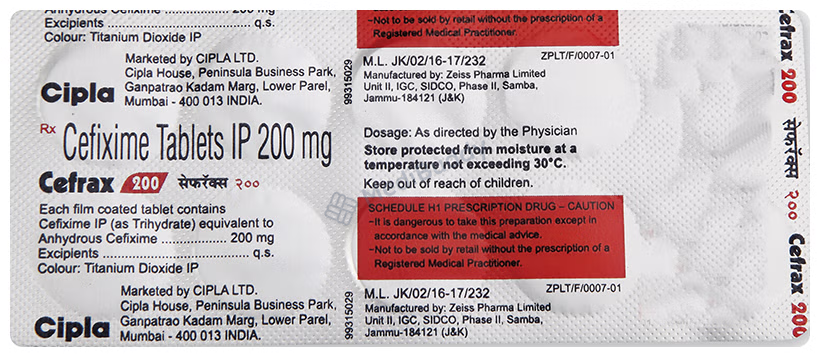 Anhydrous Cefixime ................... 200 mg
Excipients ........................................ q.s.
Colour: Titanium Dioxide IP
Marketed by CIPLA LTD.
Cipla House, Peninsula Business Park,
Ganpatrao Kadam Marg, Lower Parel,
Mumbai - 400 013 INDIA.
Cipla
-Not to be sold by retail without the prescription of a
Registered Medical Practitioner.
99315029
M.L. JK/02/16-17/232
ZPLT/F/0007-01
Manufactured by: Zeiss Pharma Limited
Unit II, IGC, SIDCO, Phase II, Samba,
Jammu-184121 (J&K)
Rx Cefixime Tablets IP 200 mg
Cefrax 200 सेफरॅक्स २००
Each film coated tablet contains
Cefixime IP (as Trihydrate) equivalent to
Anhydrous Cefixime ................... 200 mg
Excipients ........................................ q.s.
Colour: Titanium Dioxide IP
Dosage: As directed by the Physician
Store protected from moisture at a
temperature not exceeding 30°C.
Keep out of reach of children.
SCHEDULE H1 PRESCRIPTION DRUG – CAUTION
-It is dangerous to take this preparation except in
accordance with the medical advice.
-Not to be sold by retail without the prescription of a
Registered Medical Practitioner.
Marketed by CIPLA LTD.
Cipla House, Peninsula Business Park,
Ganpatrao Kadam Marg, Lower Parel,
Mumbai - 400 013 INDIA.
Cipla
99315029
M.L. JK/02/16-17/232
ZPLT/F/0007-01
Manufactured by: Zeiss Pharma Limited
Unit II, IGC, SIDCO, Phase II, Samba,
Jammu-184121 (J&K)
Cefrax 200 सेफरॅक्स २०० Cefrax 200